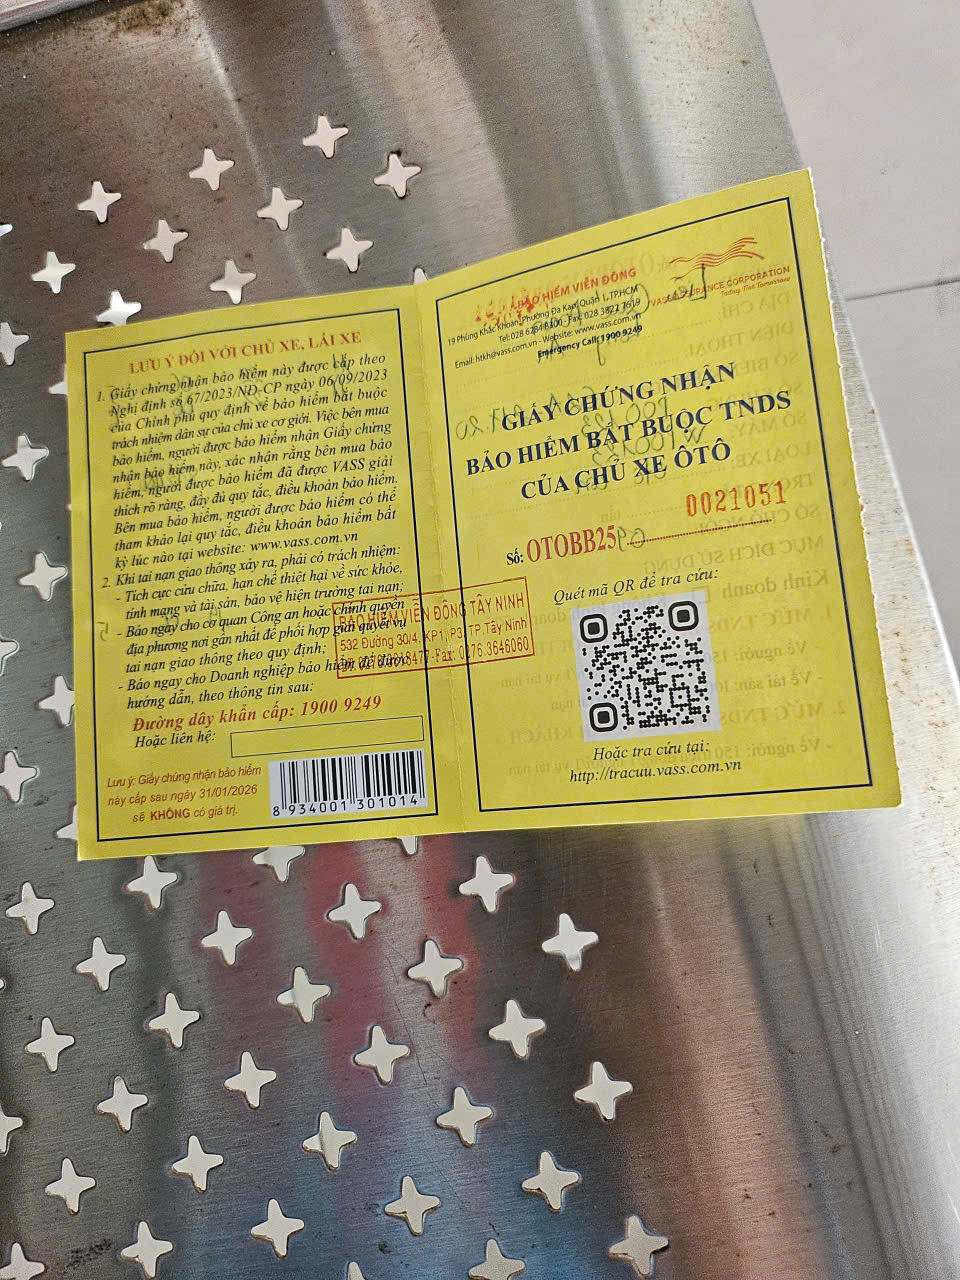 LƯU Ý ĐỐI VỚI CHỦ XE, LÁI XE
1. Giấy chứng nhận bảo hiểm này được cấp theo
Nghị định số 67/2023/NĐ-CP ngày 06/09/2023
của Chính phủ quy định về bảo hiểm bắt buộc
trách nhiệm dân sự của chủ xe cơ giới. Việc bên mua
bảo hiểm, người được bảo hiểm nhận Giấy chứng
nhận bảo hiểm này, xác nhận rằng bên mua bảo
hiểm, người được bảo hiểm đã được VASS giải
thích rõ ràng, đầy đủ quy tắc, điều khoản bảo hiểm.
Bên mua bảo hiểm, người được bảo hiểm có thể
tham khảo lại quy tắc, điều khoản bảo hiểm bất
kỳ lúc nào tại website: www.vass.com.vn
2. Khi tai nạn giao thông xảy ra, phải có trách nhiệm:
- Tích cực cứu chữa, hạn chế thiệt hại về sức khỏe,
tính mạng và tài sản, bảo vệ hiện trường tai nạn;
- Báo ngay cho cơ quan Công an hoặc chính quyền
địa phương nơi gần nhất để phối hợp giải quyết vụ
tai nạn giao thông theo quy định;
- Báo ngay cho Doanh nghiệp bảo hiểm để được
hướng dẫn, theo thông tin sau:
Đường dây khẩn cấp: 1900 9249
Hoặc liên hệ:
Lưu ý: Giấy chứng nhận bảo hiểm
này cấp sau ngày 31/01/2026
sẽ KHÔNG có giá trị.
8 934001 301014
BẢO HIỂM VIỄN ĐÔNG TÂY NINH
532 Đường 30/4, KP1, P3, TP.Tây Ninh
Fax: 0276.3646060
BẢO HIỂM VIỄN ĐÔNG
19 Phùng Khắc Khoan, Phường Đa Kao, Quận 1, TPHCM
Tel: 028 6284 8400 - Fax: 028 3822 7619
Email: htkh@vass.com.vn - Website: www.vass.com.vn
Emergency Call: 1900 9249
VASS ASSURANCE CORPORATION
Today This Tomorrow
GIẤY CHỨNG NHẬN
BẢO HIỂM BẮT BUỘC TNDS
CỦA CHỦ XE ÔTÔ
Số: OTOBB25 0021051
Quét mã QR để tra cứu:
Hoặc tra cứu tại:
http://tracuu.vass.com.vn